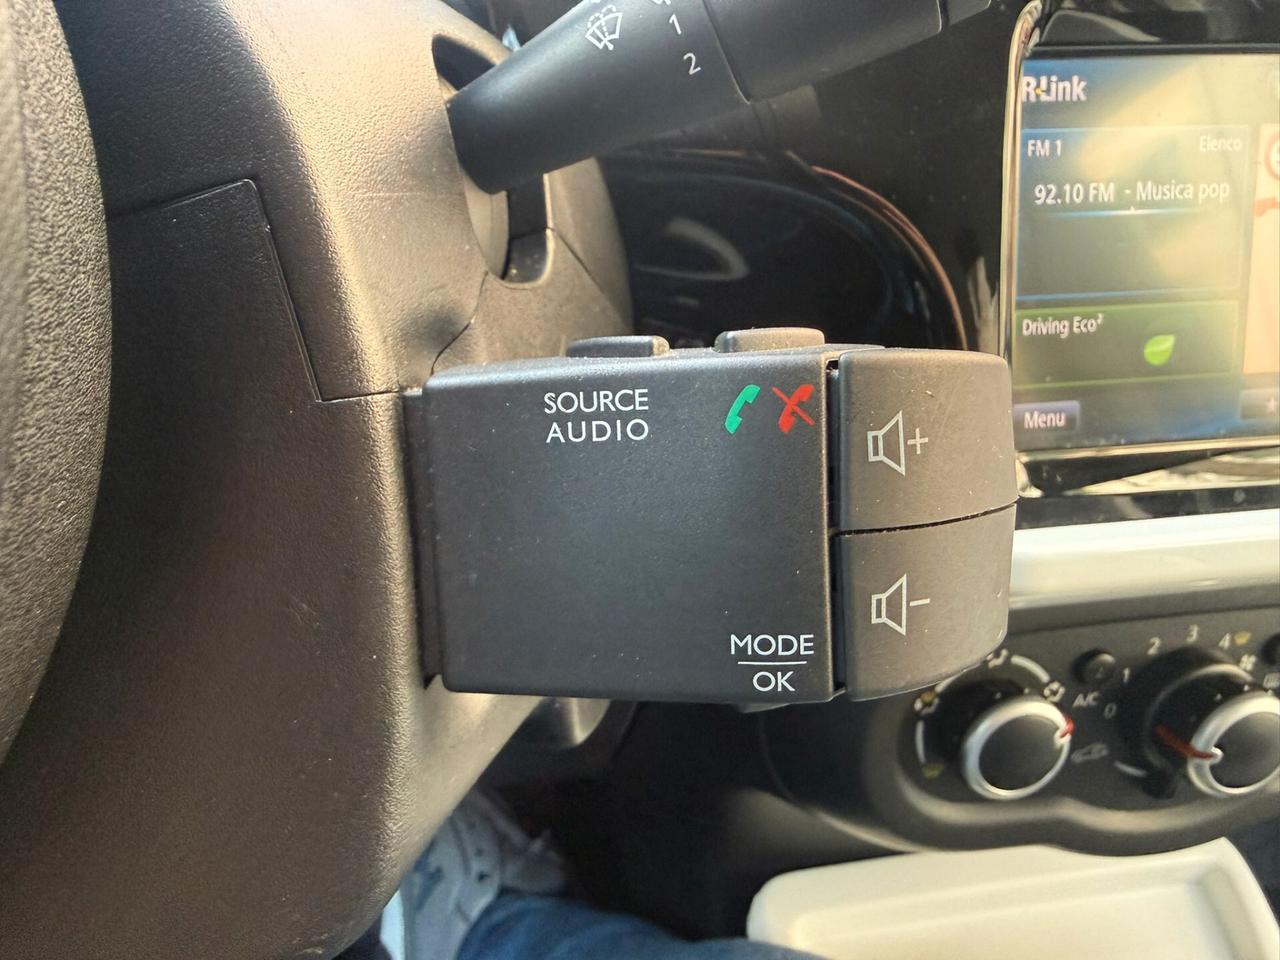 1
2
R-Link
FM 1
Elenco
92.10 FM - Musica pop
Driving Eco²
Menu
SOURCE
AUDIO
+
-
MODE
OK
A/C
0
1
2
3
4